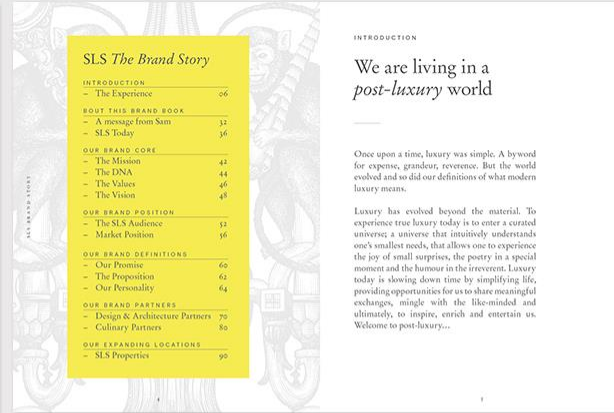 SLS The Brand Story
INTRODUCTION
– The Experience 06
BOUT THIS BRAND BOOK
– A message from Sam 32
– SLS Today 36
OUR BRAND CORE
– The Mission 42
– The DNA 44
– The Values 46
– The Vision 48
OUR BRAND POSITION
– The SLS Audience 52
– Market Position 56
OUR BRAND DEFINITIONS
– Our Promise 60
– The Proposition 62
– Our Personality 64
OUR BRAND PARTNERS
– Design & Architecture Partners 70
– Culinary Partners 80
OUR EXPANDING LOCATIONS
– SLS Properties 90
SLS BRAND STORY
INTRODUCTION
We are living in a
post-luxury world
Once upon a time, luxury was simple. A byword
for expense, grandeur, reverence. But the world
evolved and so did our definitions of what modern
luxury means.
Luxury has evolved beyond the material. To
experience true luxury today is to enter a curated
universe; a universe that intuitively understands
one's smallest needs, that allows one to experience
the joy of small surprises, the poetry in a special
moment and the humour in the irreverent. Luxury
today is slowing down time by simplifying life,
providing opportunities for us to share meaningful
exchanges, mingle with the like-minded and
ultimately, to inspire, enrich and entertain us.
Welcome to post-luxury...